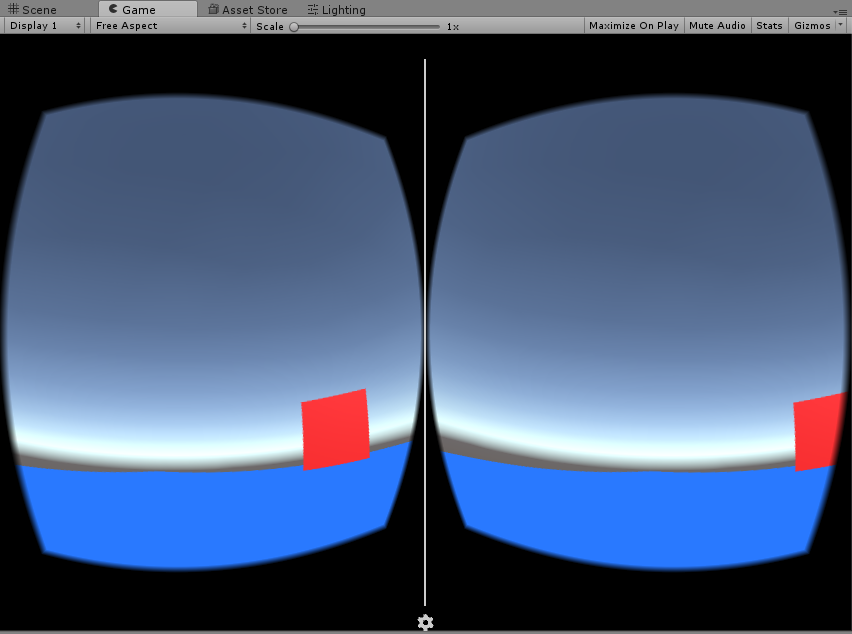 Scene Game Asset Store Lighting
Display 1 Free Aspect Scale 1x Maximize On Play Mute Audio Stats Gizmos